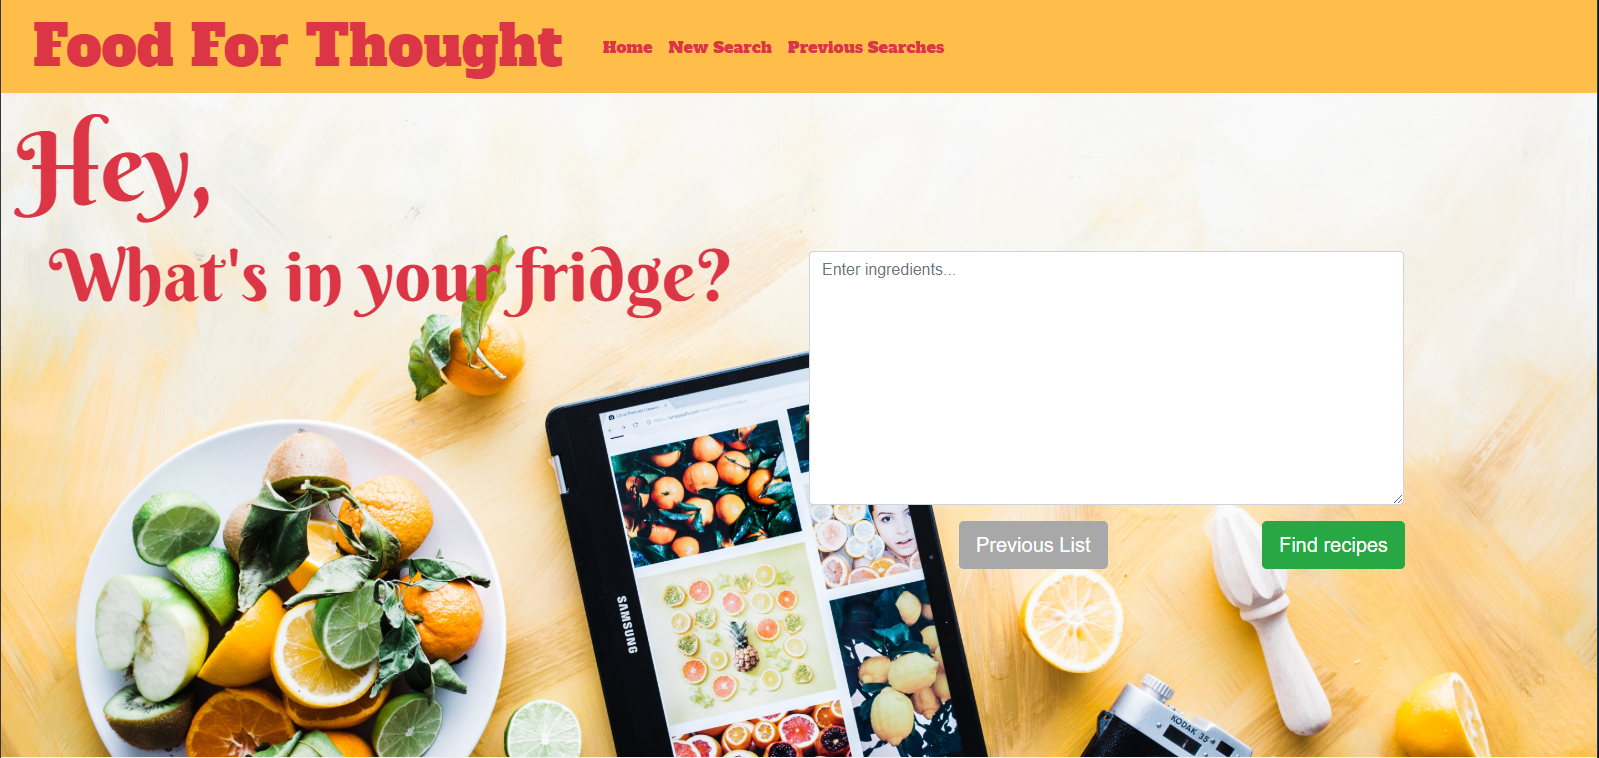 Food For Thought
Home New Search Previous Searches
Hey,
What's in your fridge?
Enter ingredients...
Previous List
Find recipes
SAMSUNG
KODAK 35